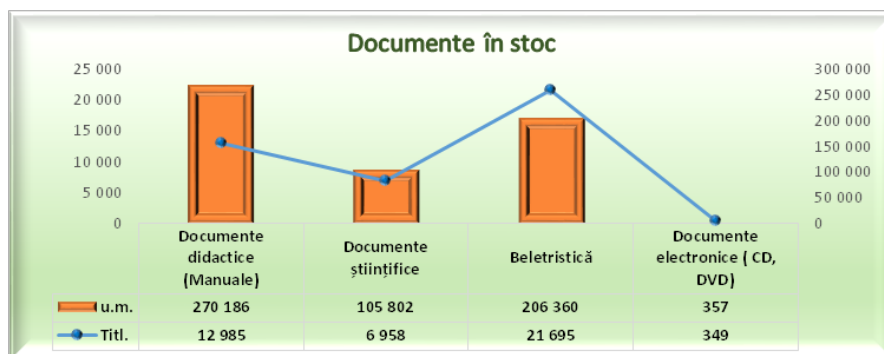 Documente în stoc
25 000
20 000
15 000
10 000
5 000
0
300 000
250 000
200 000
150 000
100 000
50 000
0
Documente didactice (Manuale)
Documente științifice
Beletristică
Documente electronice ( CD, DVD)
u.m. 270 186 105 802 206 360 357
Titl. 12 985 6 958 21 695 349